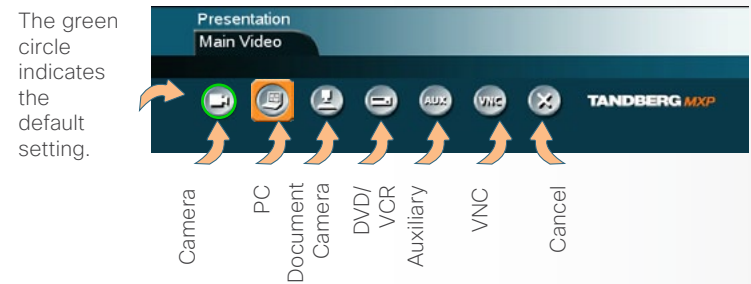 The green
circle
indicates
the
default
setting.
Presentation
Main Video
AUX
VNC
TANDBERG MXP
Camera
PC
Document
Camera
DVD/
VCR
Auxiliary
VNC
Cancel